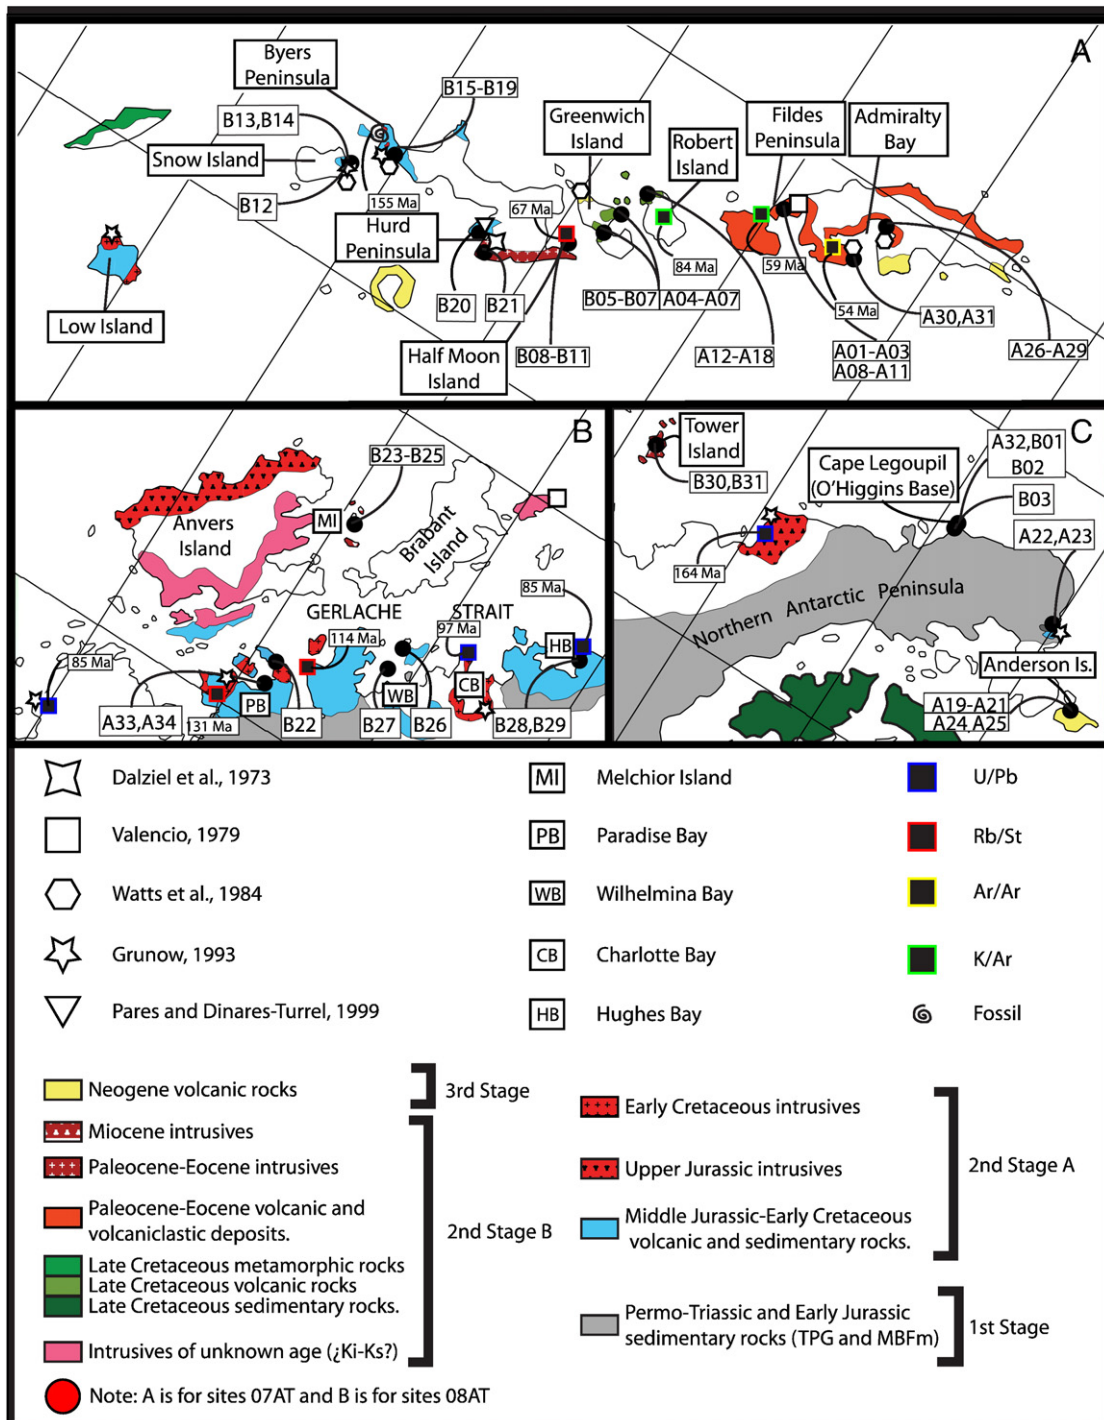 A
Byers
Peninsula
B15-B19
B13,B14
Greenwich
Island
Fildes
Peninsula
Admiralty
Bay
Snow Island
Robert
Island
B12
155 Ma
67 Ma
Hurd
Peninsula
84 Ma
59 Ma
Low Island
B20
B21
B05-B07
A04-A07
54 Ma
A30,A31
Half Moon
Island
B08-B11
A12-A18
A01-A03
A08-A11
A26-A29
B
B23-B25
Anvers
Island
MI
Brabant
Island
85 Ma
GERLACHE
STRAIT
97 Ma
114 Ma
HB
85 Ma
CB
WB
PB
A33,A34
131 Ma
B22
B27
B26
B28,B29
C
Tower
Island
A32,B01
B02
Cape Legoupil
(O'Higgins Base)
B30,B31
B03
A22,A23
164 Ma
Northern Antarctic Peninsula
Anderson Is.
A19-A21
A24,A25
Dalziel et al., 1973
MI
Melchior Island
U/Pb
Valencio, 1979
PB
Paradise Bay
Rb/St
Watts et al., 1984
WB
Wilhelmina Bay
Ar/Ar
Grunow, 1993
CB
Charlotte Bay
K/Ar
Pares and Dinares-Turrel, 1999
HB
Hughes Bay
Fossil
Neogene volcanic rocks
3rd Stage
Miocene intrusives
Paleocene-Eocene intrusives
Paleocene-Eocene volcanic and
volcaniclastic deposits.
2nd Stage B
Late Cretaceous metamorphic rocks
Late Cretaceous volcanic rocks
Late Cretaceous sedimentary rocks.
Intrusives of unknown age (¿Ki-Ks?)
Early Cretaceous intrusives
Upper Jurassic intrusives
2nd Stage A
Middle Jurassic-Early Cretaceous
volcanic and sedimentary rocks.
Permo-Triassic and Early Jurassic
sedimentary rocks (TPG and MBFm)
1st Stage
Note: A is for sites 07AT and B is for sites 08AT